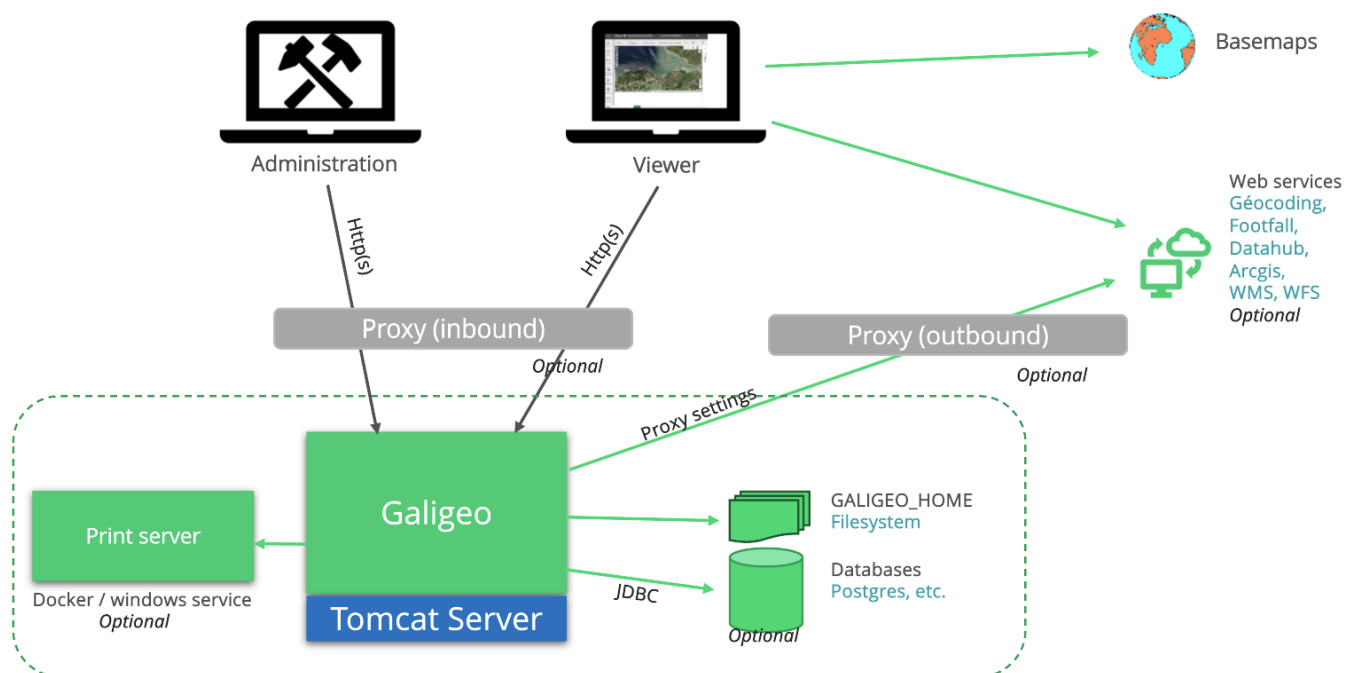 Basemaps
Administration
Viewer
Web services
Géocoding,
Footfall,
Datahub,
Arcgis,
WMS, WFS
Optional
Http(s)
Http(s)
Proxy (inbound)
Optional
Proxy (outbound)
Optional
Proxy settings
Galigeo
Tomcat Server
Print server
Docker / windows service
Optional
GALIGEO_HOME
Filesystem
JDBC
Databases
Postgres, etc.
Optional